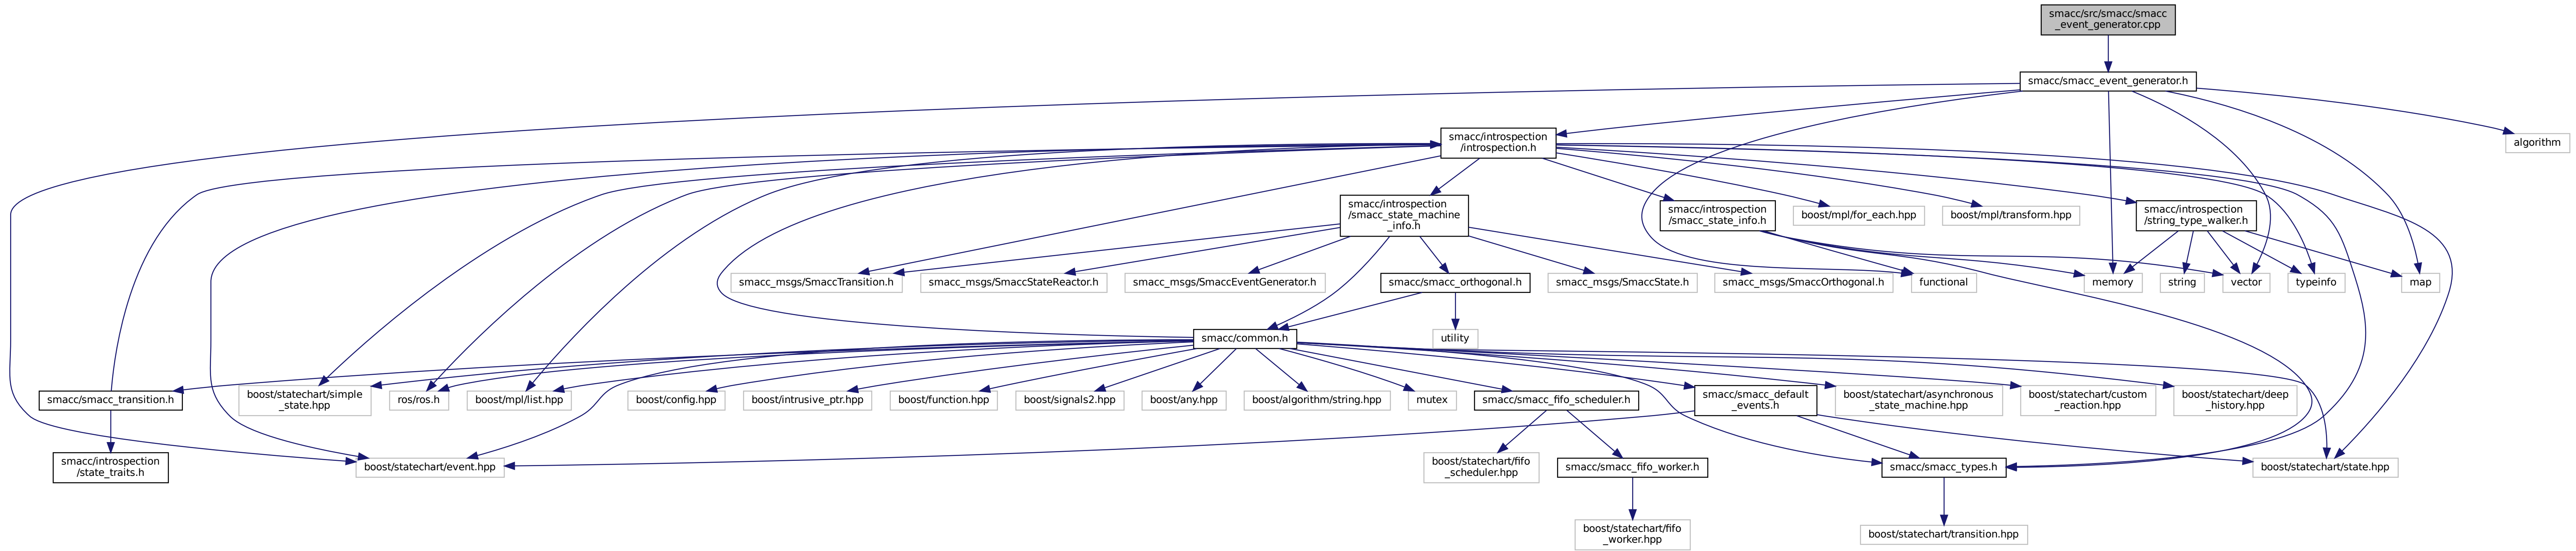 smacc/src/smacc/smacc
_event_generator.cpp
smacc/smacc_event_generator.h
smacc/introspection
/introspection.h
algorithm
smacc/introspection
/smacc_state_machine
_info.h
smacc/introspection
/smacc_state_info.h
boost/mpl/for_each.hpp
boost/mpl/transform.hpp
smacc/introspection
/string_type_walker.h
smacc_msgs/SmaccTransition.h
smacc_msgs/SmaccStateReactor.h
smacc_msgs/SmaccEventGenerator.h
smacc/smacc_orthogonal.h
smacc_msgs/SmaccState.h
smacc_msgs/SmaccOrthogonal.h
functional
memory
string
vector
typeinfo
map
smacc/common.h
utility
smacc/smacc_transition.h
boost/statechart/simple
_state.hpp
ros/ros.h
boost/mpl/list.hpp
boost/config.hpp
boost/intrusive_ptr.hpp
boost/function.hpp
boost/signals2.hpp
boost/any.hpp
boost/algorithm/string.hpp
mutex
smacc/smacc_fifo_scheduler.h
smacc/smacc_default
_events.h
boost/statechart/asynchronous
_state_machine.hpp
boost/statechart/custom
_reaction.hpp
boost/statechart/deep
_history.hpp
smacc/introspection
/state_traits.h
boost/statechart/event.hpp
boost/statechart/fifo
_scheduler.hpp
smacc/smacc_fifo_worker.h
smacc/smacc_types.h
boost/statechart/state.hpp
boost/statechart/fifo
_worker.hpp
boost/statechart/transition.hpp